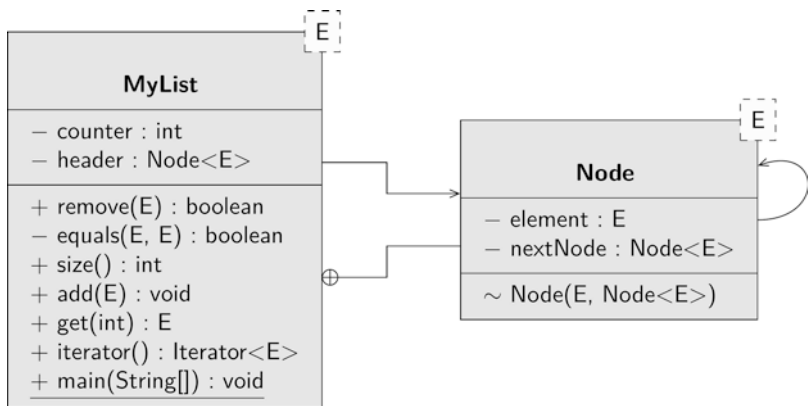 E
MyList
− counter : int
− header : Node<E>
+ remove(E) : boolean
− equals(E, E) : boolean
+ size() : int
+ add(E) : void
+ get(int) : E
+ iterator() : Iterator<E>
+ main(String[]) : void
E
Node
− element : E
− nextNode : Node<E>
∼ Node(E, Node<E>)